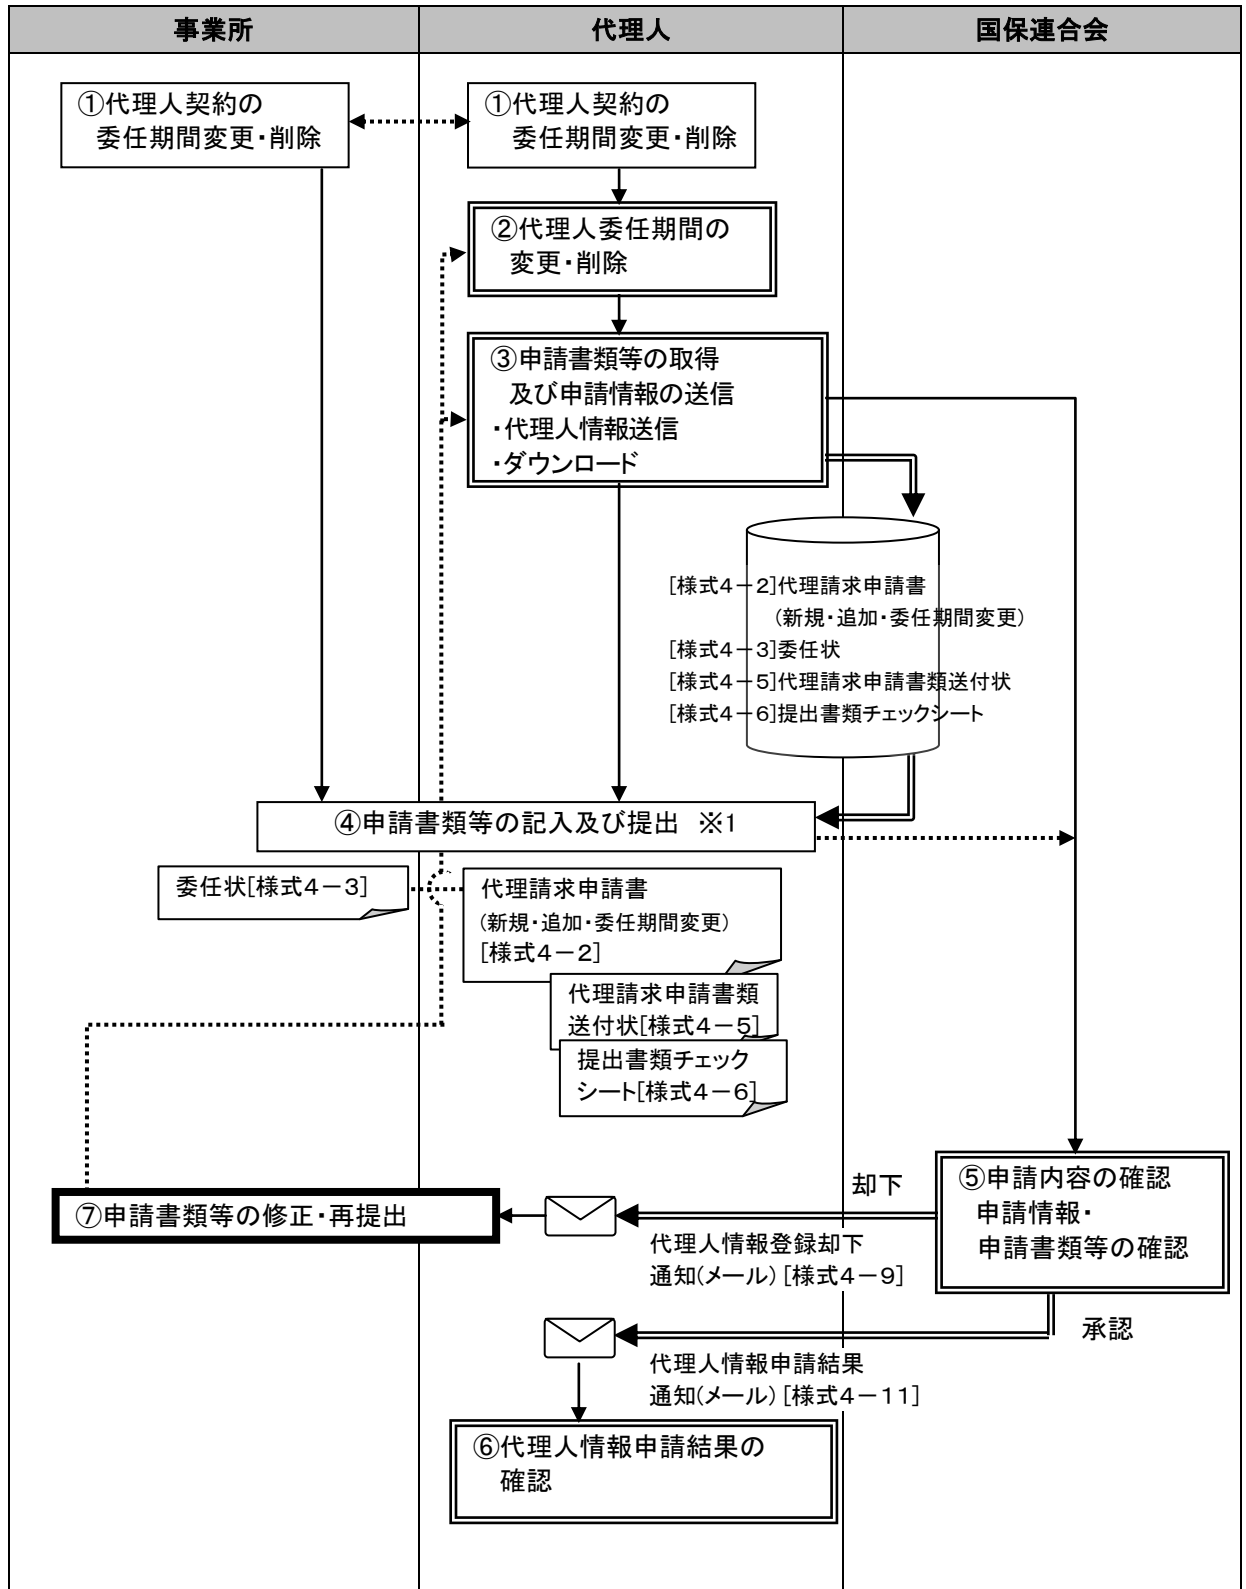 事業所
代理人
国保連合会
①代理人契約の
委任期間変更・削除
①代理人契約の
委任期間変更・削除
②代理人委任期間の
変更・削除
③申請書類等の取得
及び申請情報の送信
・代理人情報送信
・ダウンロード
[様式4－2]代理請求申請書
(新規・追加・委任期間変更)
[様式4－3]委任状
[様式4－5]代理請求申請書類送付状
[様式4－6]提出書類チェックシート
④申請書類等の記入及び提出 ※1
委任状[様式4－3]
代理請求申請書
(新規・追加・委任期間変更)
[様式4－2]
代理請求申請書類
送付状[様式4－5]
提出書類チェック
シート[様式4－6]
却下
⑤申請内容の確認
申請情報・
申請書類等の確認
⑦申請書類等の修正・再提出
代理人情報登録却下
通知(メール)[様式4－9]
承認
代理人情報申請結果
通知(メール)[様式4－11]
⑥代理人情報申請結果の
確認